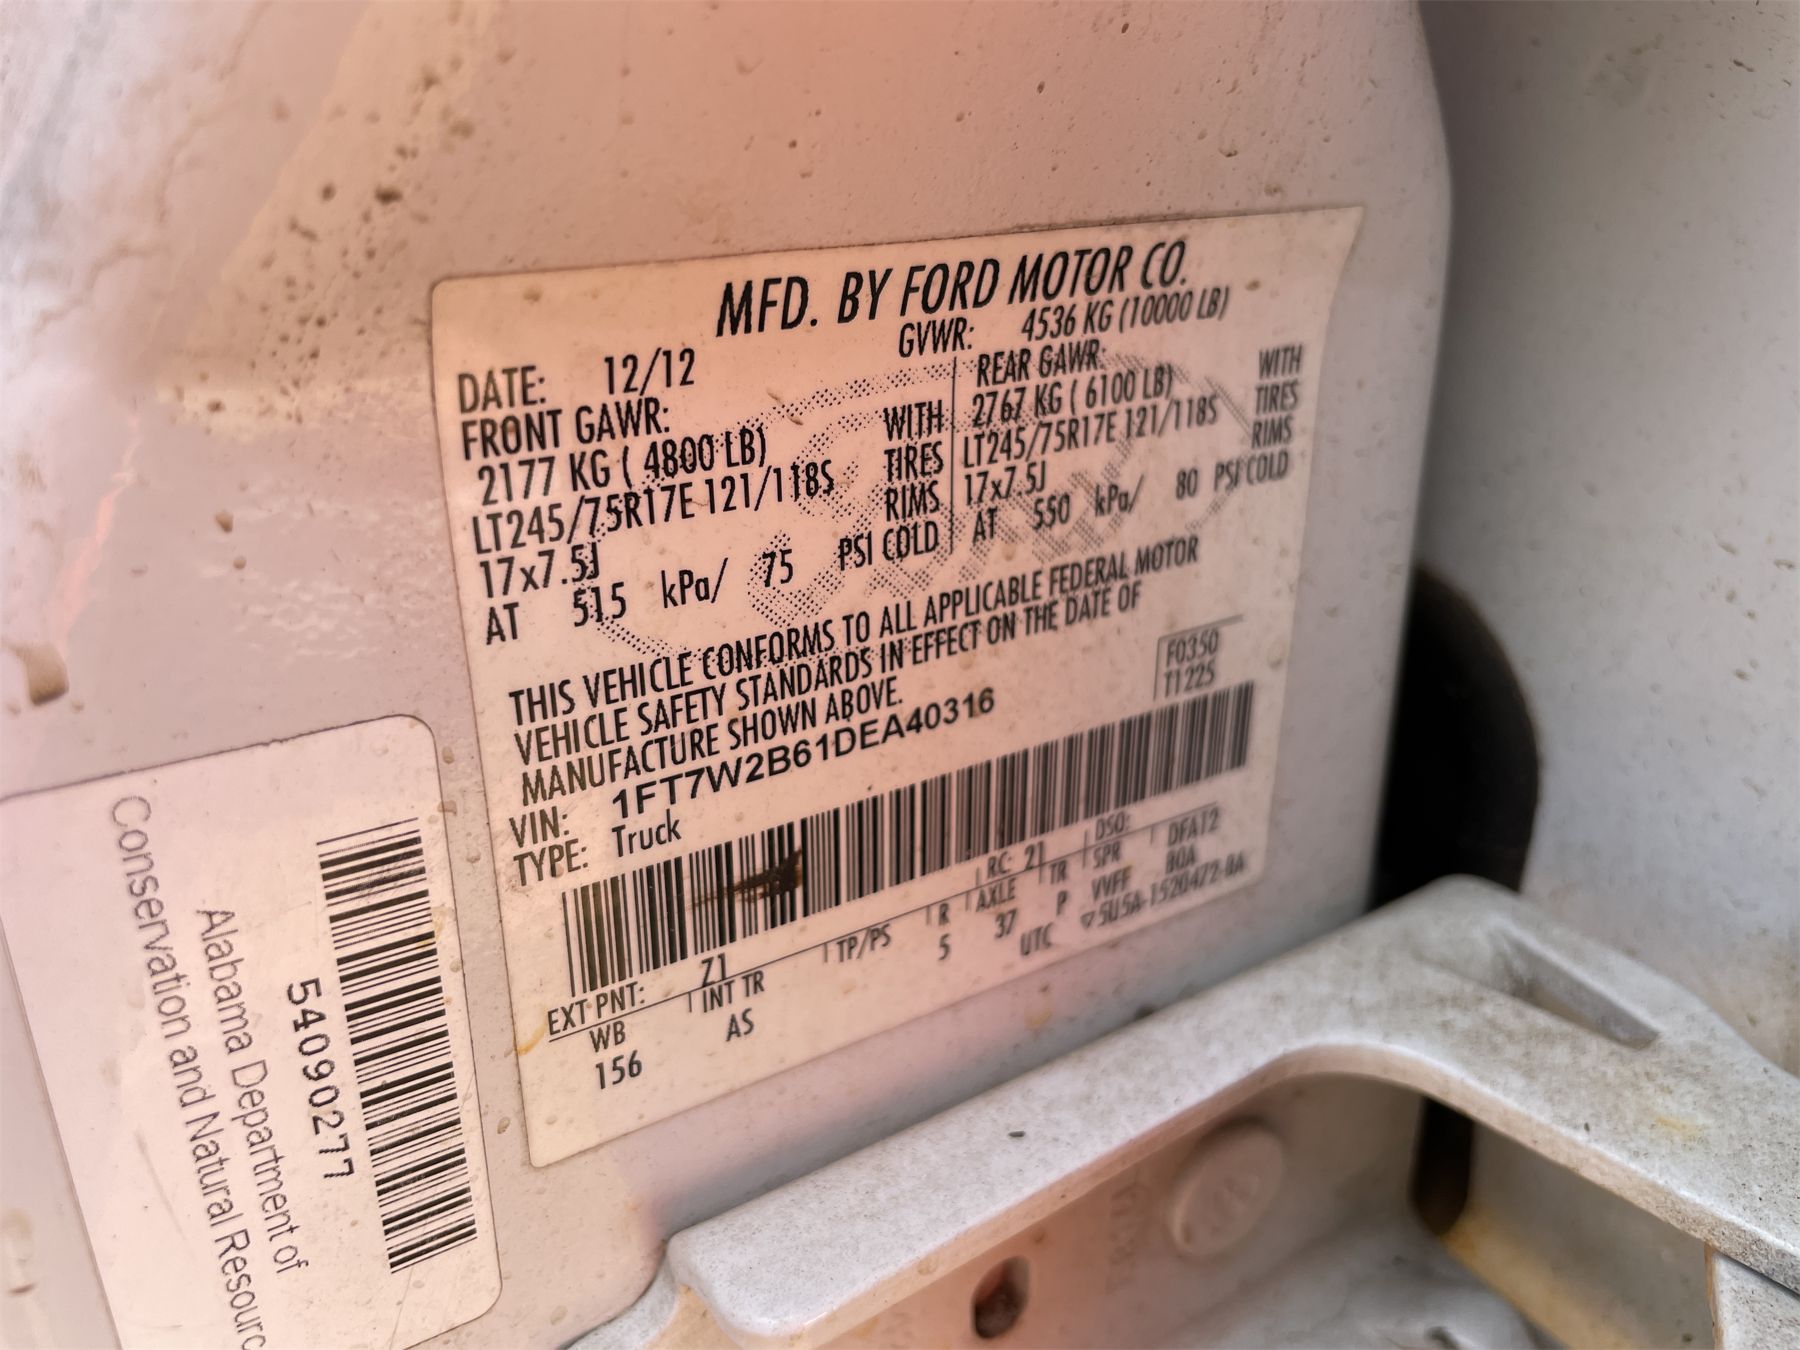 MFD. BY FORD MOTOR CO.
DATE: 12/12 GVWR: 4536 KG (10000 LB)
FRONT GAWR: REAR GAWR:
2177 KG ( 4800 LB) WITH 2767 KG ( 6100 LB) WITH
LT245/75R17E 121/118S TIRES LT245/75R17E 121/118S TIRES
17x7.5J RIMS 17x7.5J RIMS
AT 515 kPa/ 75 PSI COLD AT 550 kPa/ 80 PSI COLD
THIS VEHICLE CONFORMS TO ALL APPLICABLE FEDERAL MOTOR
VEHICLE SAFETY STANDARDS IN EFFECT ON THE DATE OF
MANUFACTURE SHOWN ABOVE.
VIN: 1FT7W2B61DEA40316
TYPE: Truck
F0350
T1225
EXT PNT: Z1 RC: 21 DSO:
WB INT TR TP/PS R AXLE TR SPR DFA12
156 AS 5 37 P VVFF BOA
UTC ▽5U5A-1520472-BA
54090277
Alabama Department of
Conservation and Natural Resourc